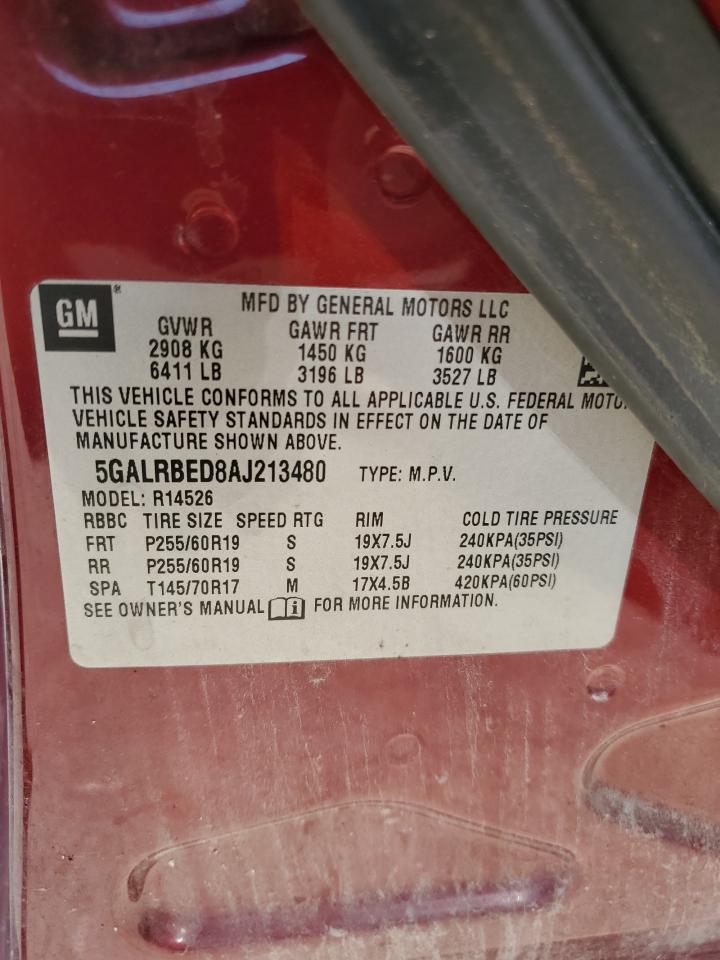 GM®
MFD BY GENERAL MOTORS LLC
GVWR GAWR FRT GAWR RR
2908 KG 1450 KG 1600 KG
6411 LB 3196 LB 3527 LB
THIS VEHICLE CONFORMS TO ALL APPLICABLE U.S. FEDERAL
VEHICLE SAFETY STANDARDS IN EFFECT ON THE DATE OF
MANUFACTURE SHOWN ABOVE.
5GALRBED8AJ213480 TYPE: M.P.V.
MODEL: R14526
RBBC TIRE SIZE SPEED RTG RIM COLD TIRE PRESSURE
FRT P255/60R19 S 19X7.5J 240KPA(35PSI)
RR P255/60R19 S 19X7.5J 240KPA(35PSI)
SPA T145/70R17 M 17X4.5B 420KPA(60PSI)
SEE OWNER'S MANUAL i FOR MORE INFORMATION.